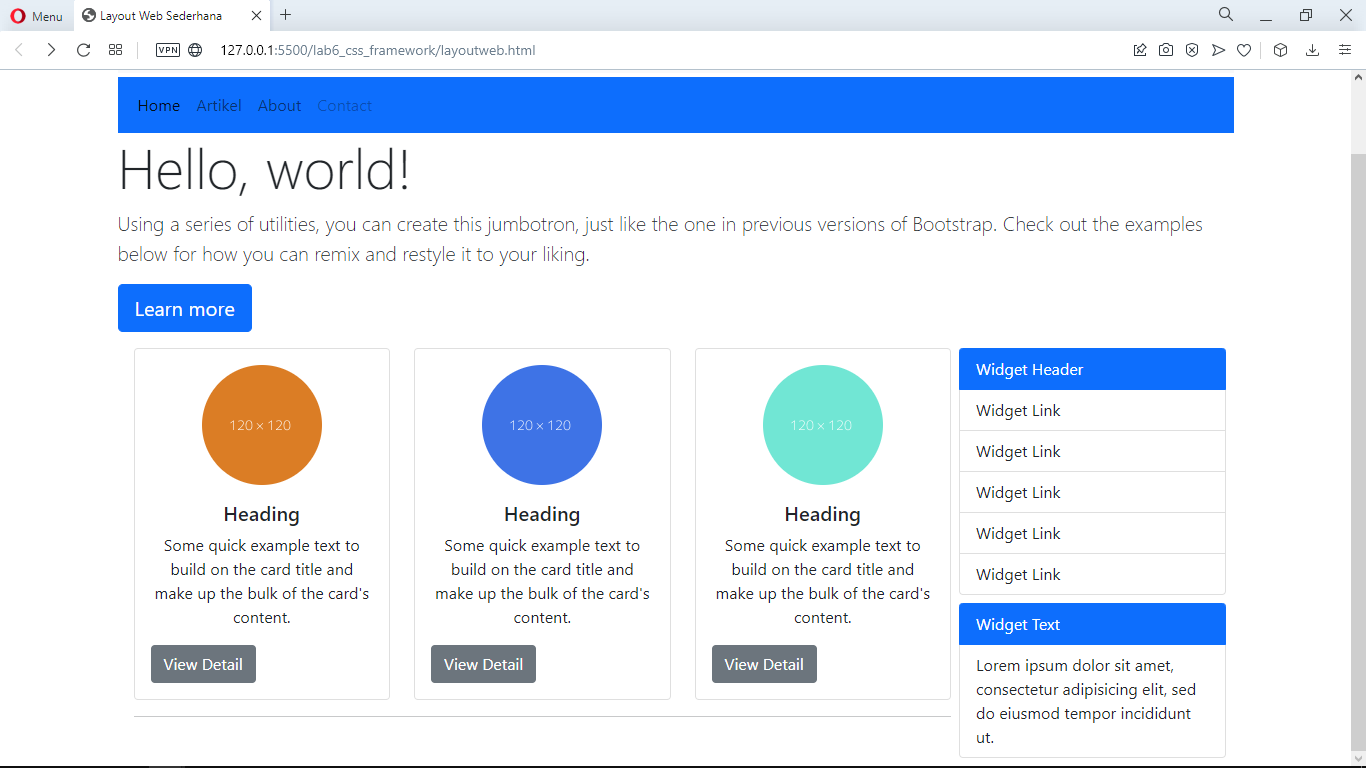 Menu
Layout Web Sederhana
VPN
127.0.0.1:5500/lab6_css_framework/layoutweb.html
Home Artikel About Contact
Hello, world!
Using a series of utilities, you can create this jumbotron, just like the one in previous versions of Bootstrap. Check out the examples
below for how you can remix and restyle it to your liking.
Learn more
120 × 120
Heading
Some quick example text to
build on the card title and
make up the bulk of the card's
content.
View Detail
120 × 120
Heading
Some quick example text to
build on the card title and
make up the bulk of the card's
content.
View Detail
120 × 120
Heading
Some quick example text to
build on the card title and
make up the bulk of the card's
content.
View Detail
Widget Header
Widget Link
Widget Link
Widget Link
Widget Link
Widget Link
Widget Text
Lorem ipsum dolor sit amet,
consectetur adipisicing elit, sed
do eiusmod tempor incididunt
ut.